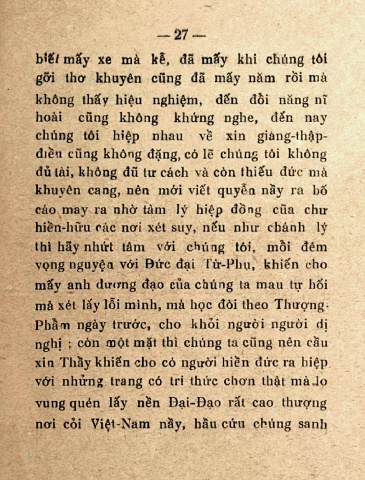 — 27 —
biết mấy xe mà kễ, đã mấy khi chúng tôi
gỡi thơ khuyên cũng đã mấy năm rồi mà
không thấy hiệu nghiệm, dến đổi năng nĩ
hoài cũng không khứng nghe, đến nay
chúng tôi hiệp nhau về xin giảng-thập-
điều cũng không đặng, có lẽ chúng tôi không
đủ tài, không đũ tư cách và còn thiếu đức mà
khuyên cang, nên mới viết quyển nầy ra bố
cáo may ra nhờ tâm lý hiệp đồng của chư
hiền-hữu các nơi xét suy, nếu như chánh lý
thì hãy nhứt tâm với chúng tôi, mỗi đêm
vọng nguyện với Đức đại Từ-Phụ, khiến cho
mấy anh dương đạo của chúng ta mau tự hối
mà xét lấy lỗi mình, mà học đòi theo Thượng-
Phẩm ngày trước, cho khỏi người người dị
nghị ; còn một mặt thì chúng ta cũng nên cầu
xin Thầy khiến cho có người hiền đức ra hiệp
với những trang có tri thức chơn thật mà lo
vung quén lấy nền Đại-Đạo rất cao thượng
nơi cỏi Việt-Nam nầy, hầu cứu chúng sanh